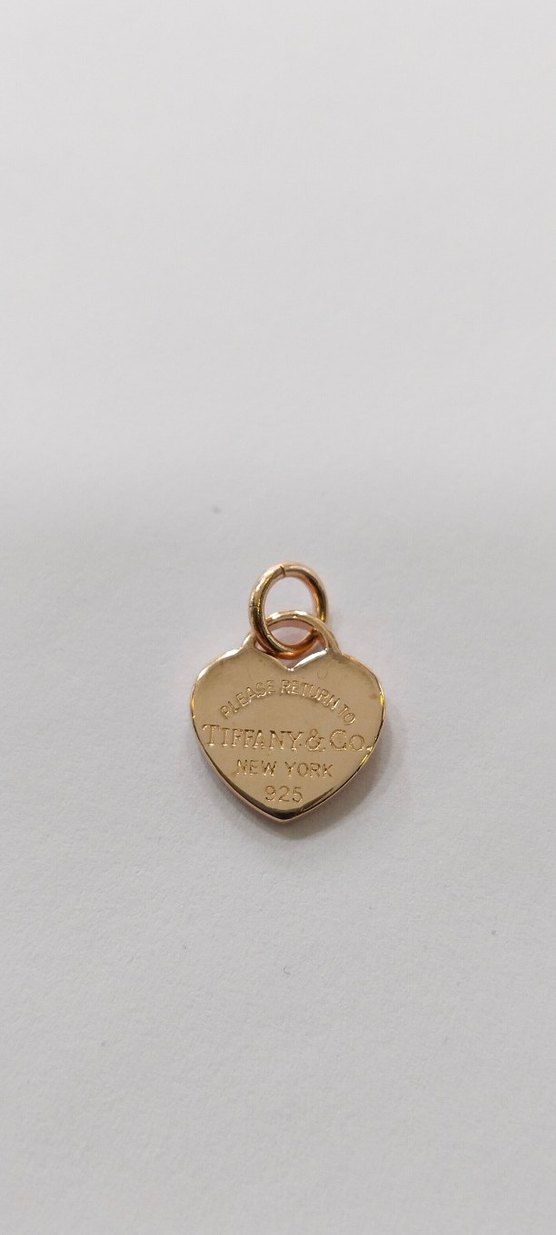 PLEASE RETURN TO
TIFFANY & CO.
NEW YORK
925